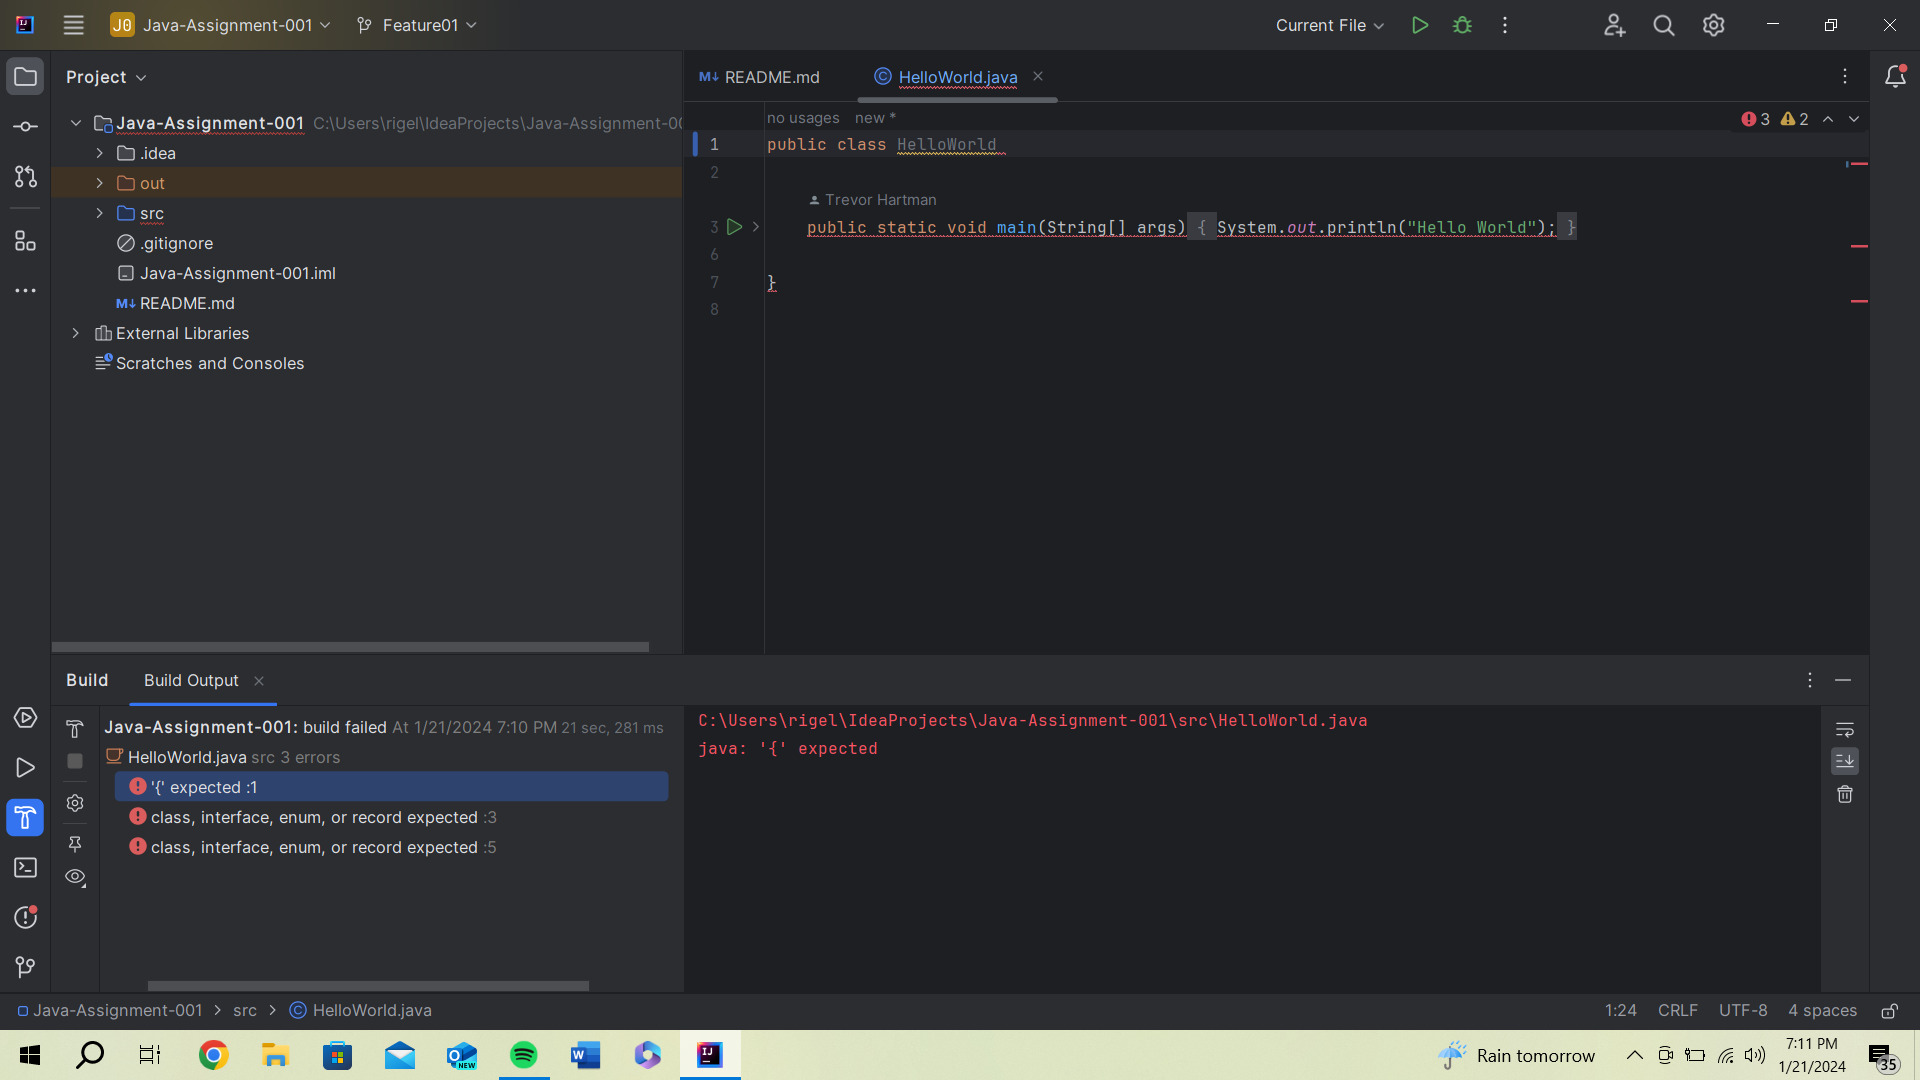 J0 Java-Assignment-001 Feature01 Current File
Project
Java-Assignment-001 C:\Users\rigel\IdeaProjects\Java-Assignment-00
.idea
out
src
.gitignore
Java-Assignment-001.iml
M↓ README.md
External Libraries
Scratches and Consoles
M↓ README.md HelloWorld.java
no usages new *
3 2
1 public class HelloWorld
2
Trevor Hartman
3 public static void main(String[] args) { System.out.println("Hello World"); }
6
7 }
8
Build Build Output
Java-Assignment-001: build failed At 1/21/2024 7:10 PM 21 sec, 281 ms
HelloWorld.java src 3 errors
'{' expected :1
class, interface, enum, or record expected :3
class, interface, enum, or record expected :5
C:\Users\rigel\IdeaProjects\Java-Assignment-001\src\HelloWorld.java
java: '{' expected
Java-Assignment-001 > src > HelloWorld.java
1:24 CRLF UTF-8 4 spaces
NEW
Rain tomorrow
7:11 PM
1/21/2024
35